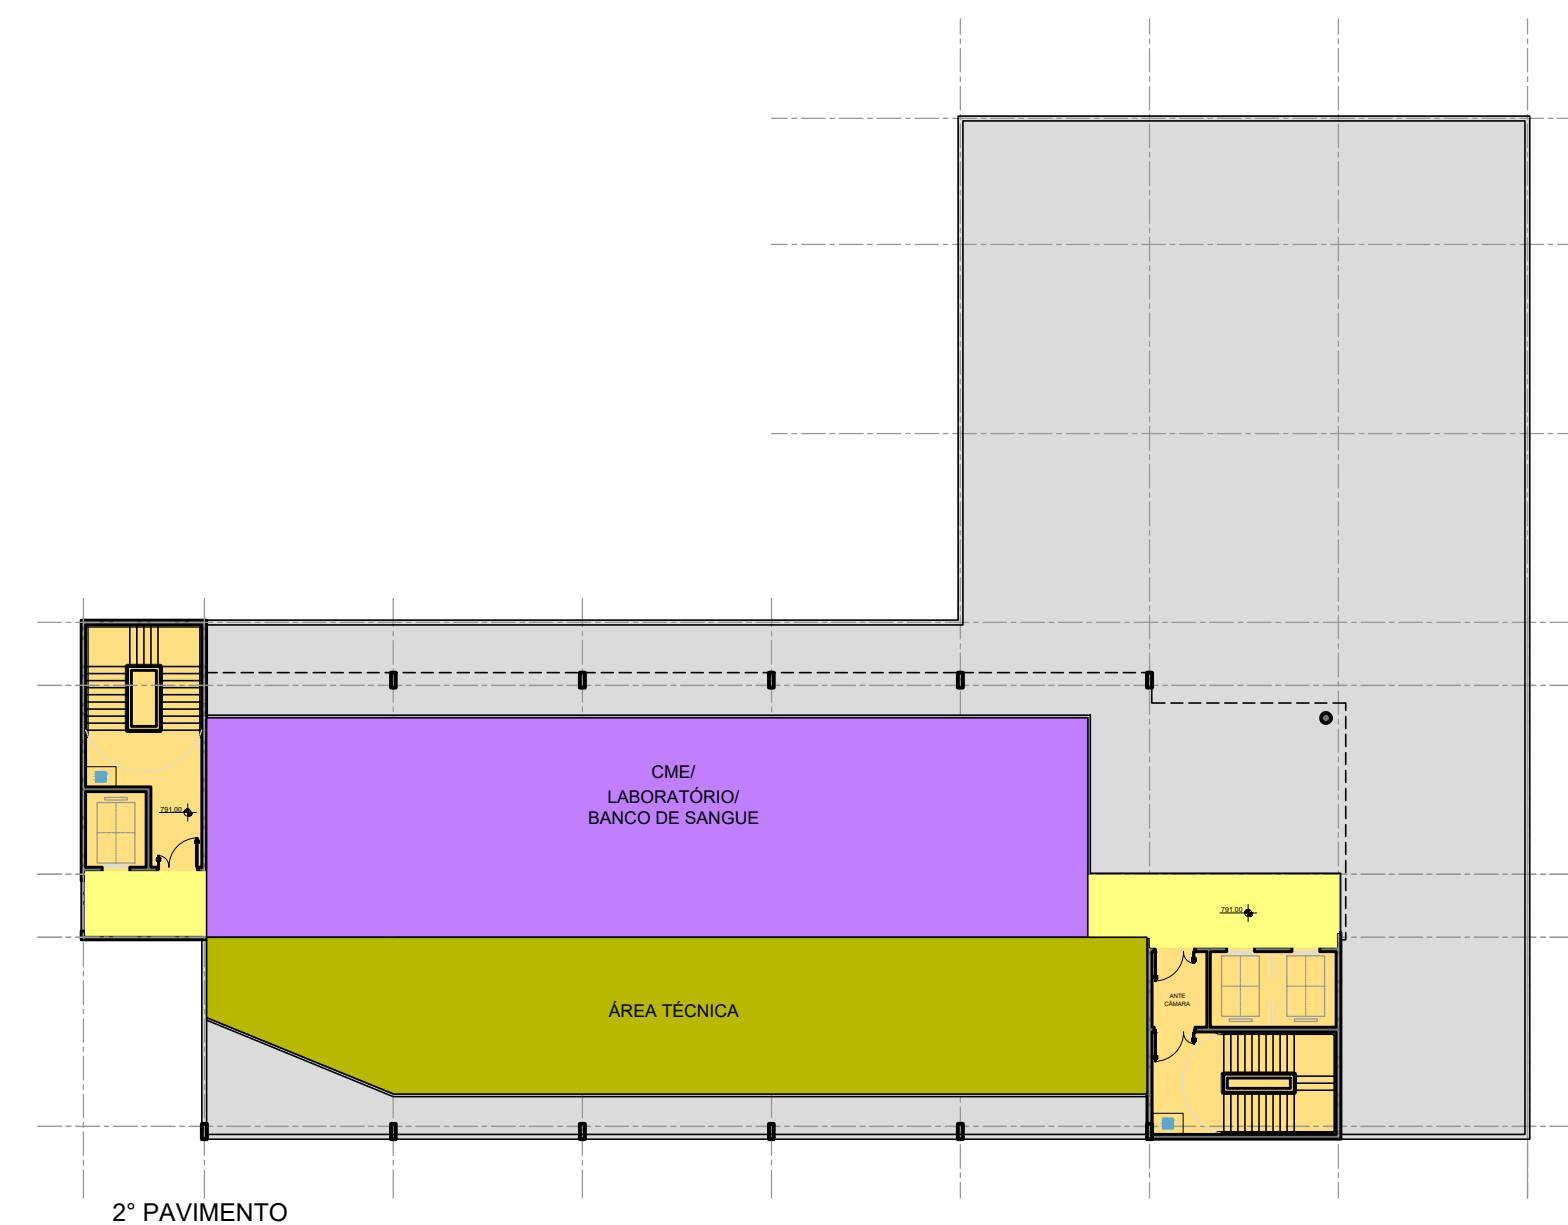 CME/
LABORATÓRIO/
BANCO DE SANGUE
791.00
791.00
ANTE
CÂMARA
ÁREA TÉCNICA
2° PAVIMENTO